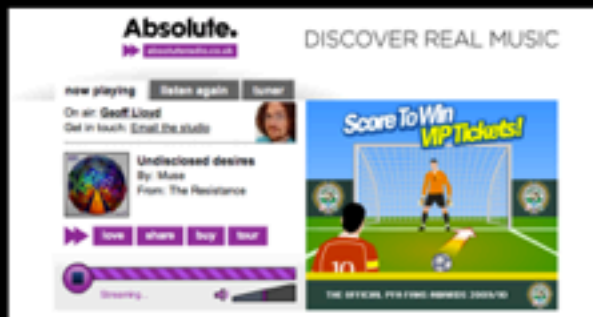 Absolute.
absoluteradio.co.uk
DISCOVER REAL MUSIC
now playing
listen again
tuner
On air: Geoff Lloyd
Get in touch: Email the studio
Undisclosed desires
By: Muse
From: The Resistance
love
share
buy
tour
Streaming...
Score To Win
VIP Tickets!
10
THE OFFICIAL PFA FANS AWARDS 2009/10